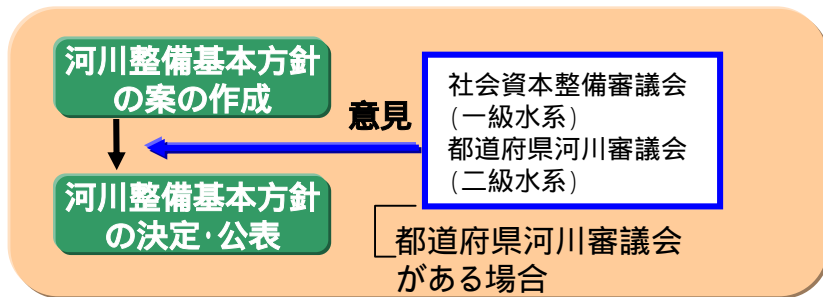 河川整備基本方針
の案の作成
意見
社会資本整備審議会
(一級水系)
都道府県河川審議会
(二級水系)
河川整備基本方針
の決定･公表
都道府県河川審議会
がある場合